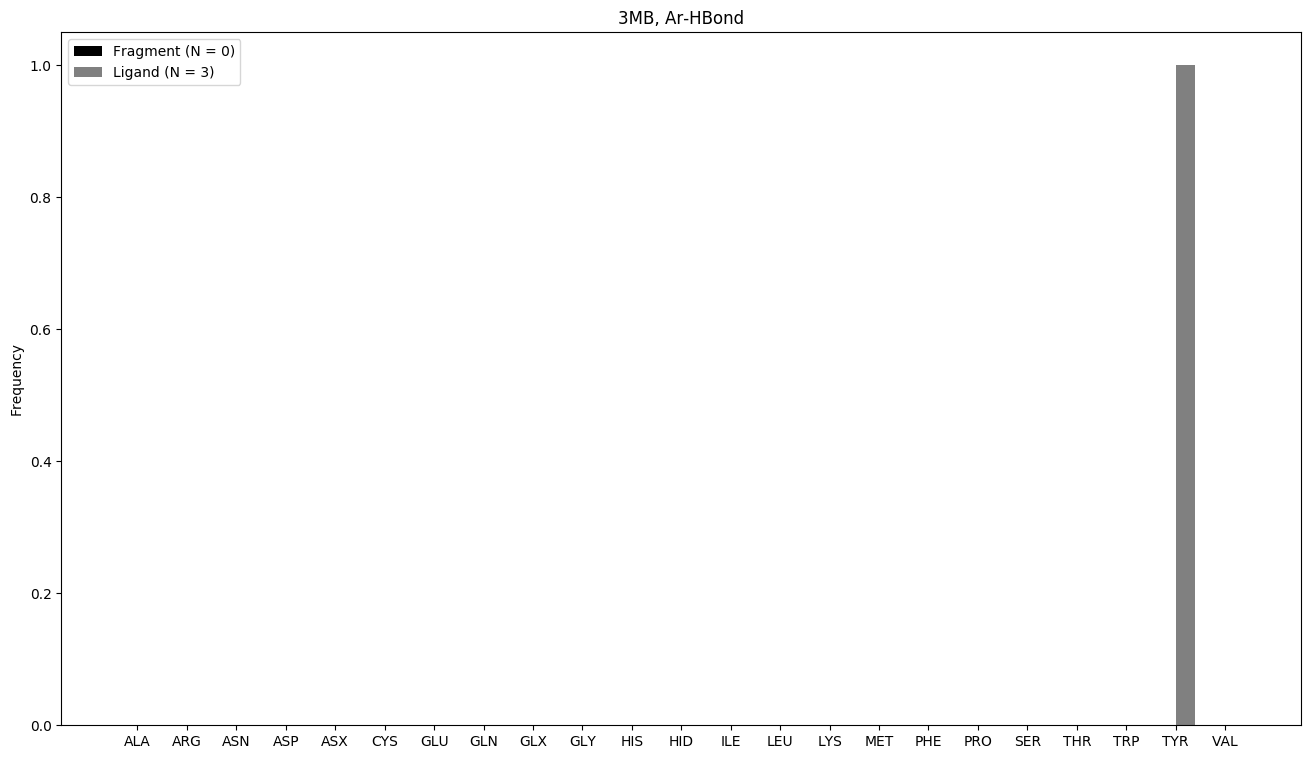 3MB, Ar-HBond
Fragment (N = 0)
Ligand (N = 3)
1.0
0.8
0.6
0.4
0.2
0.0
Frequency
ALA ARG ASN ASP ASX CYS GLU GLN GLX GLY HIS HID ILE LEU LYS MET PHE PRO SER THR TRP TYR VAL